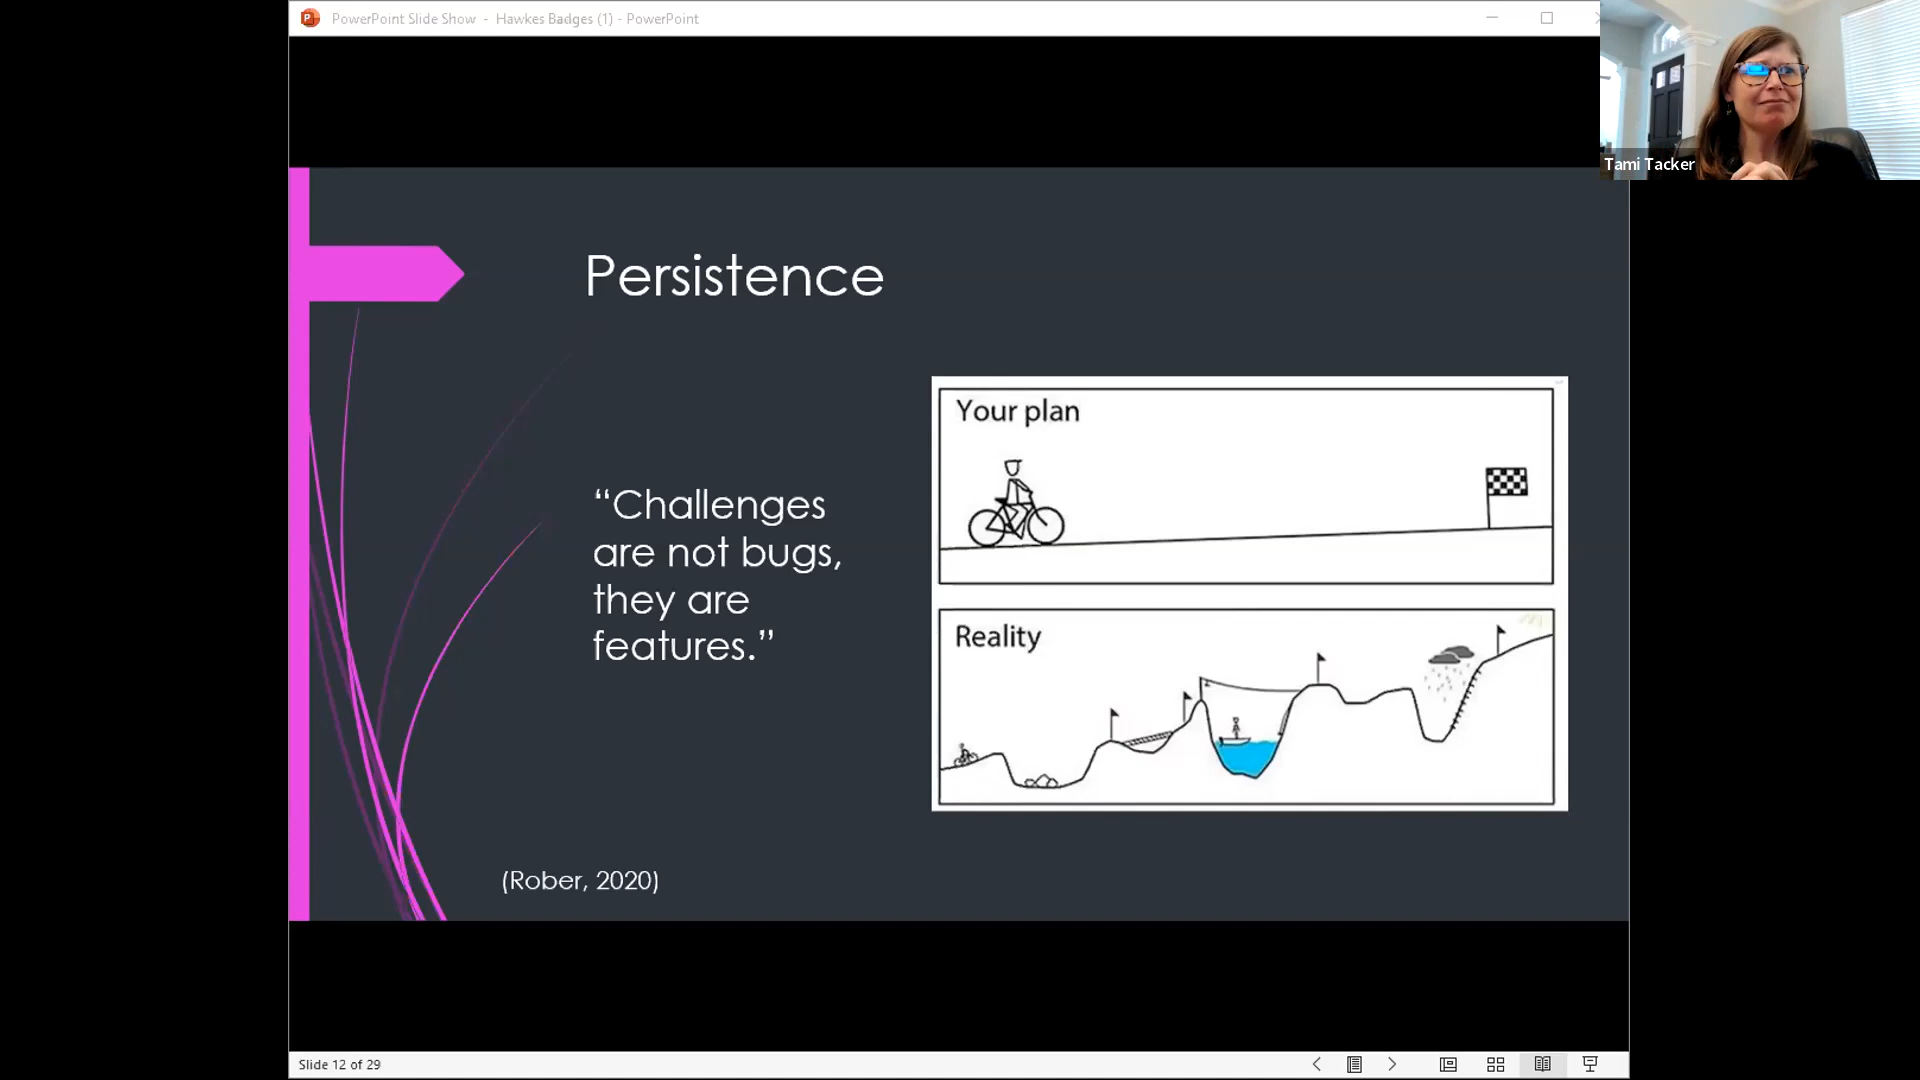 PowerPoint Slide Show - Hawkes Badges (1) - PowerPoint
Tami Tacker
Persistence
“Challenges
are not bugs,
they are
features.”
Your plan
Reality
(Rober, 2020)
Slide 12 of 29